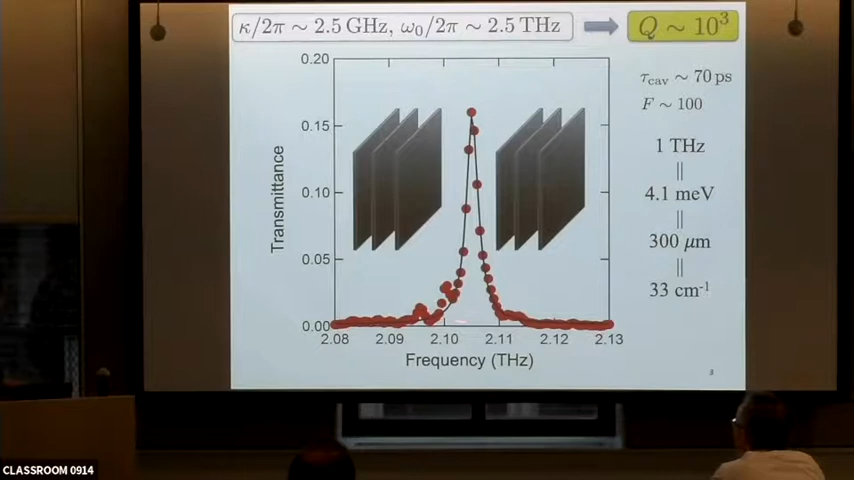 κ/2π ~ 2.5 GHz, ω₀/2π ~ 2.5 THz
Q ~ 10³
τcav ~ 70 ps
F ~ 100
1 THz
||
4.1 meV
||
300 μm
||
33 cm⁻¹
0.20
0.15
0.10
0.05
0.00
Transmittance
2.08 2.09 2.10 2.11 2.12 2.13
Frequency (THz)
3
CLASSROOM 0914